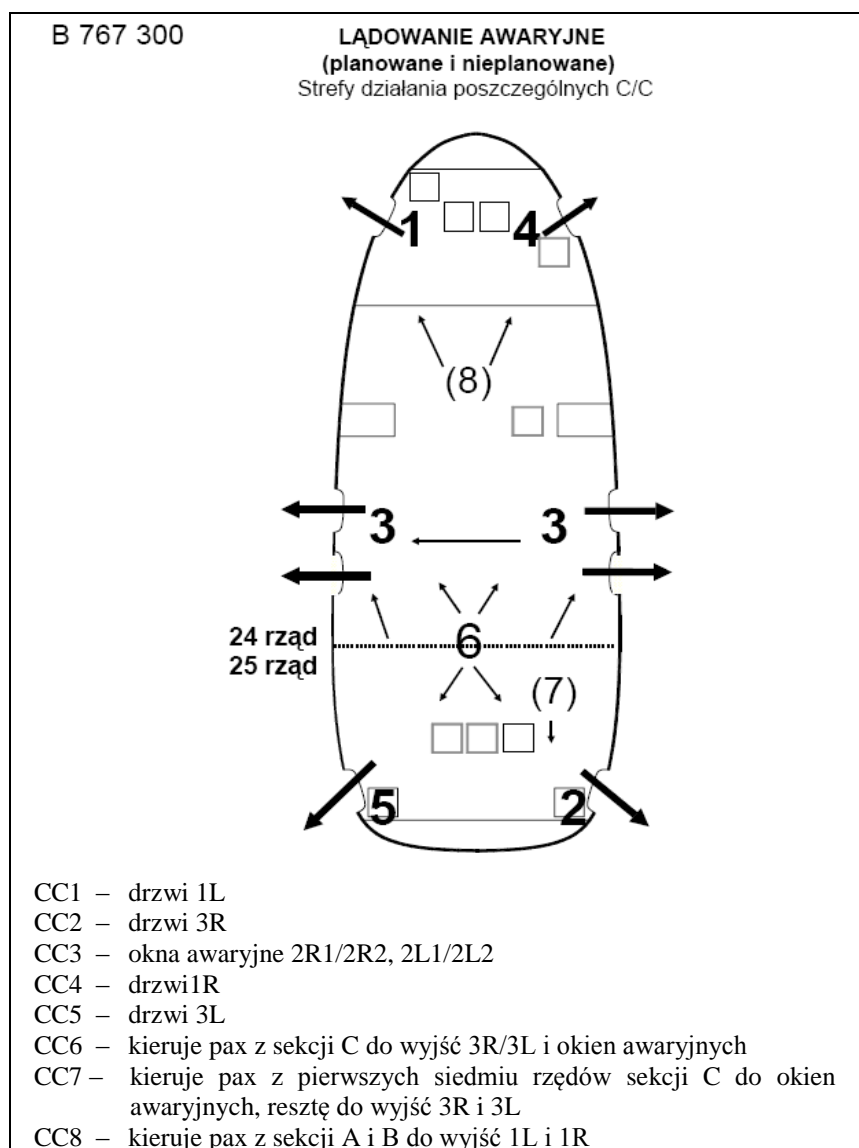 B 767 300
LĄDOWANIE AWARYJNE
(planowane i nieplanowane)
Strefy działania poszczególnych C/C
1
4
(8)
3
3
24 rząd
6
25 rząd
(7)
5
2
CC1 – drzwi 1L
CC2 – drzwi 3R
CC3 – okna awaryjne 2R1/2R2, 2L1/2L2
CC4 – drzwi1R
CC5 – drzwi 3L
CC6 – kieruje pax z sekcji C do wyjść 3R/3L i okien awaryjnych
CC7 – kieruje pax z pierwszych siedmiu rzędów sekcji C do okien
awaryjnych, resztę do wyjść 3R i 3L
CC8 – kieruje pax z sekcji A i B do wyjść 1L i 1R